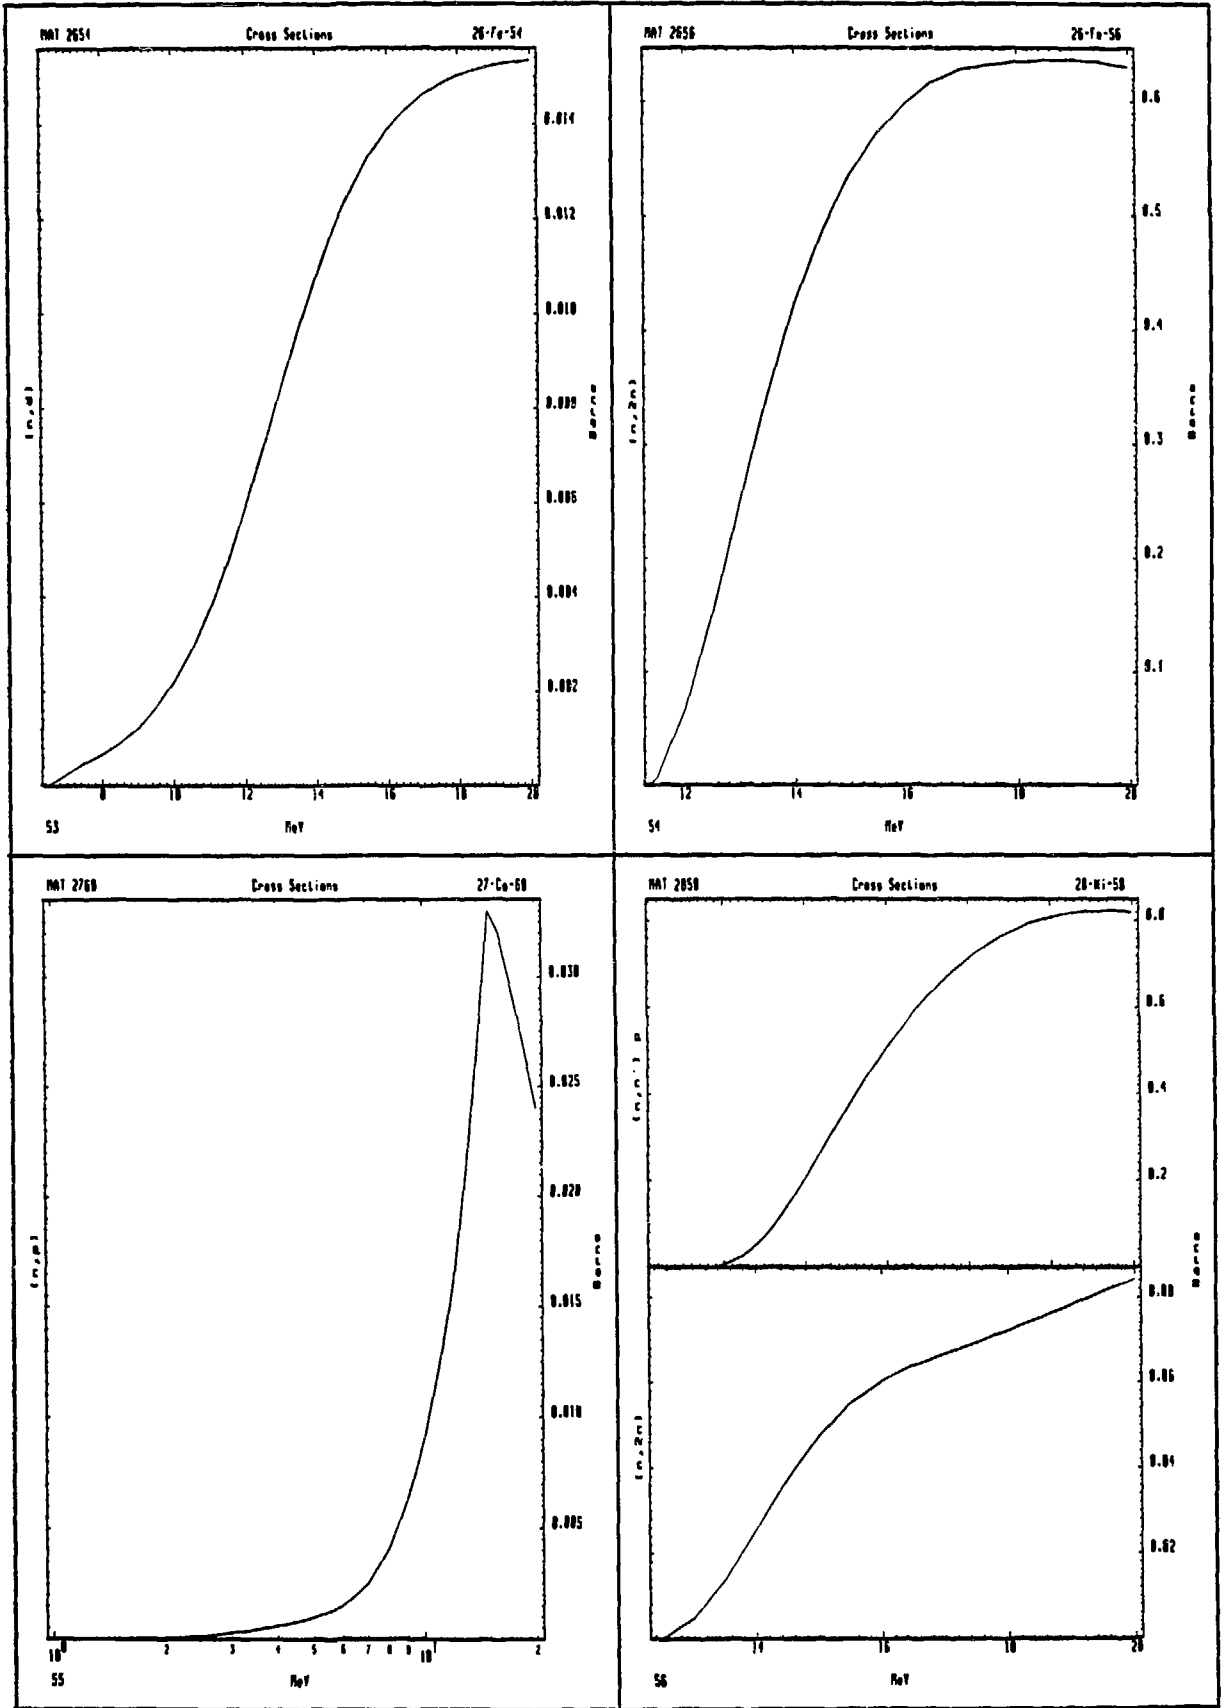 MAT 2654 Cross Sections 26-Fe-54
0.014
0.012
0.010
0.008
0.006
0.004
0.002
(n,d)
Barns
8 10 12 14 16 18 20
53 MeV
MAT 2656 Cross Sections 26-Fe-56
0.6
0.5
0.4
0.3
0.2
0.1
(n,2n)
Barns
12 14 16 18 20
54 MeV
MAT 2760 Cross Sections 27-Co-60
0.030
0.025
0.020
0.015
0.010
0.005
(n,p)
Barns
10⁰ 2 3 4 5 6 7 8 9 10¹ 2
55 MeV
MAT 2858 Cross Sections 28-Ni-58
0.8
0.6
0.4
0.2
(n,n') p
Barns
0.08
0.06
0.04
0.02
(n,2n)
14 16 18 20
56 MeV